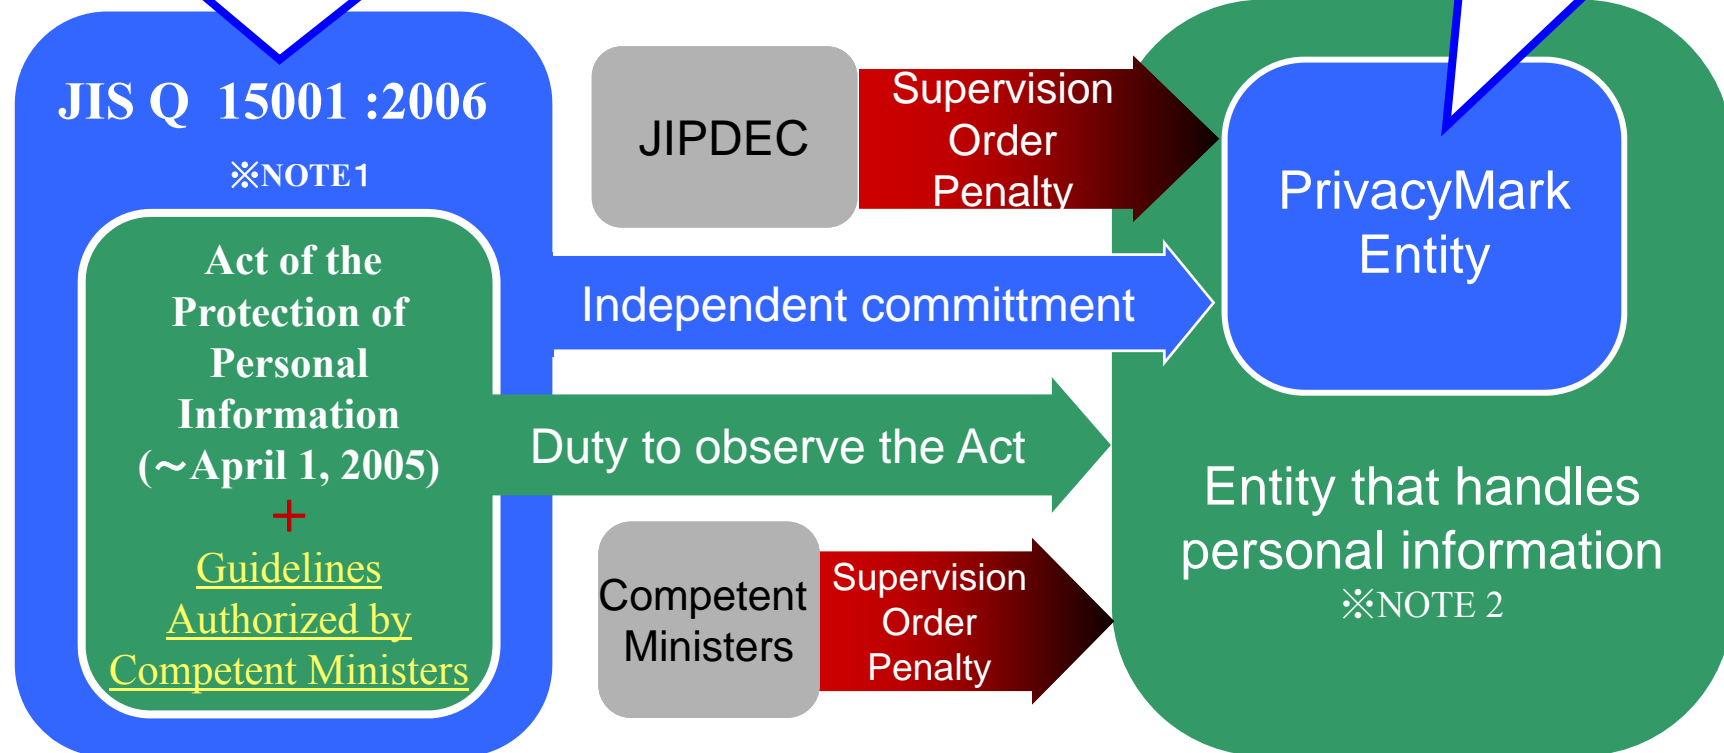 JIS Q 15001 :2006
※NOTE1
Act of the
Protection of
Personal
Information
(～April 1, 2005)
+
Guidelines
Authorized by
Competent Ministers
JIPDEC
Supervision
Order
Penalty
Independent committment
Duty to observe the Act
Competent
Ministers
Supervision
Order
Penalty
PrivacyMark
Entity
Entity that handles
personal information
※NOTE 2